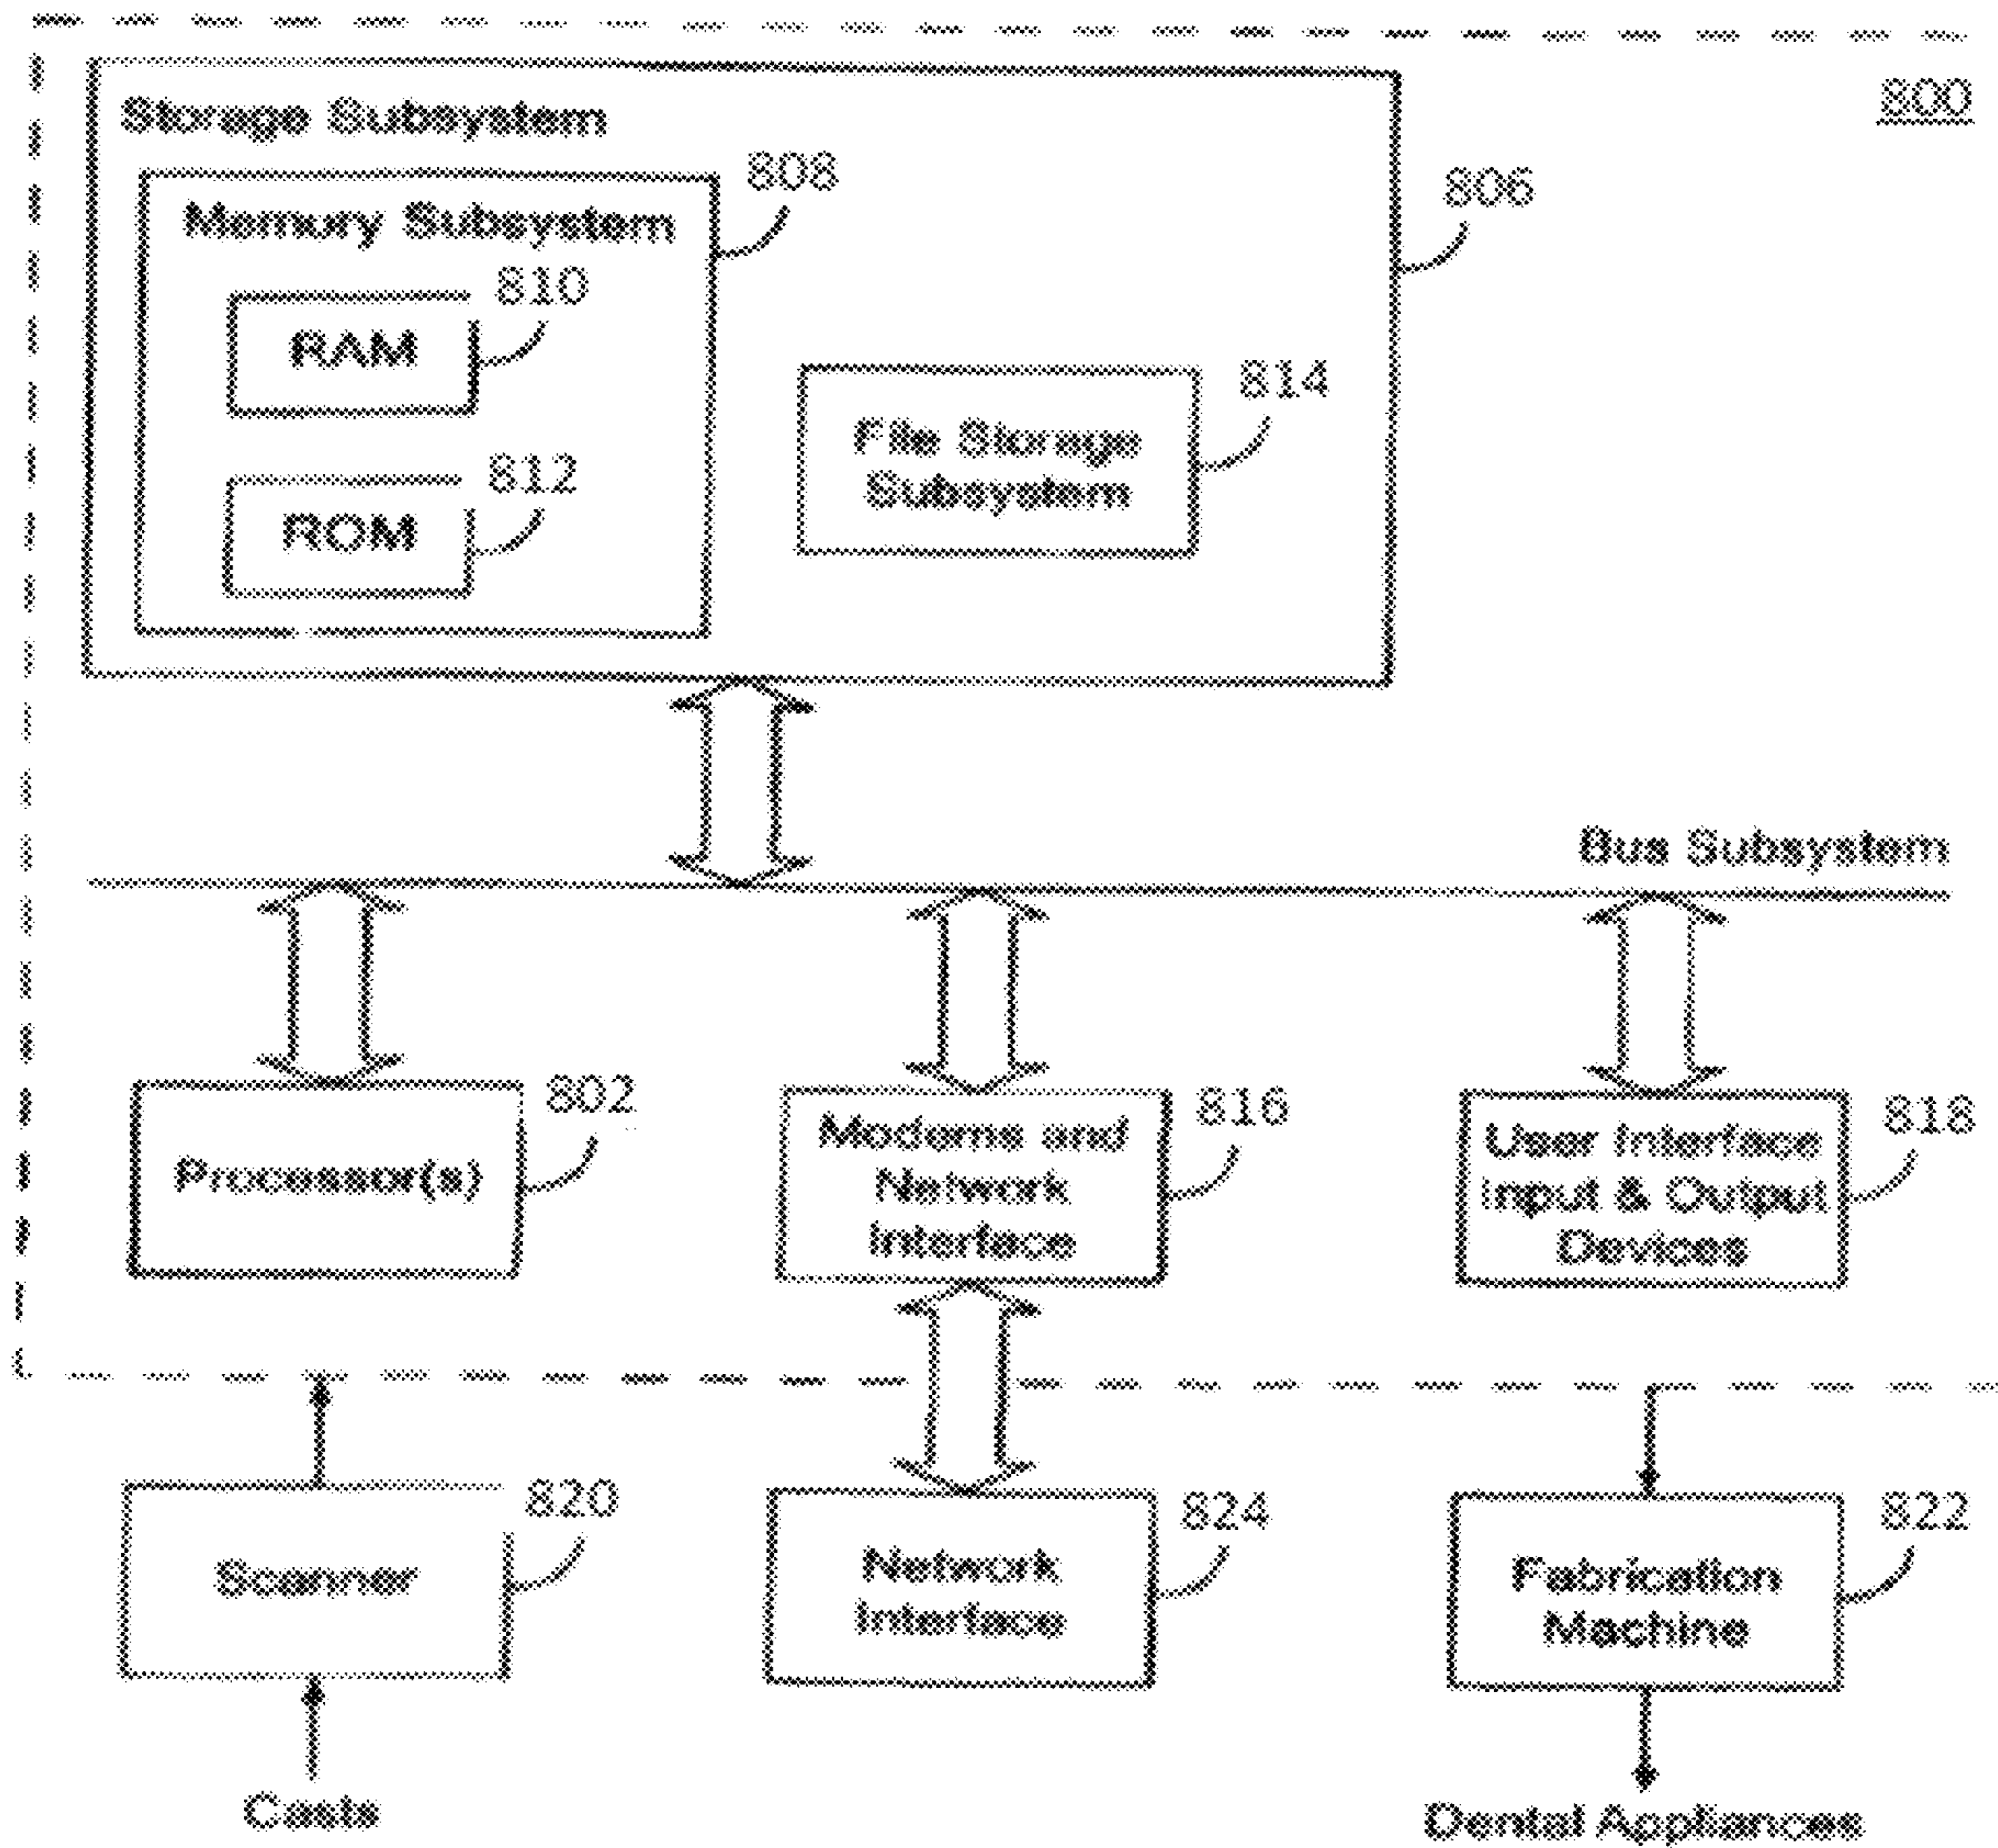 800
Storage Subsystem
808
806
Memury Subsystem
810
RAM
814
File Storage
Subsystem
812
ROM
Bus Subsystem
802
Processor(s)
816
Modems and
Network
Interface
818
User Interface
Input & Output
Devices
820
Scanner
824
Network
Interface
822
Fabrication
Machine
Casts
Dental Appliances